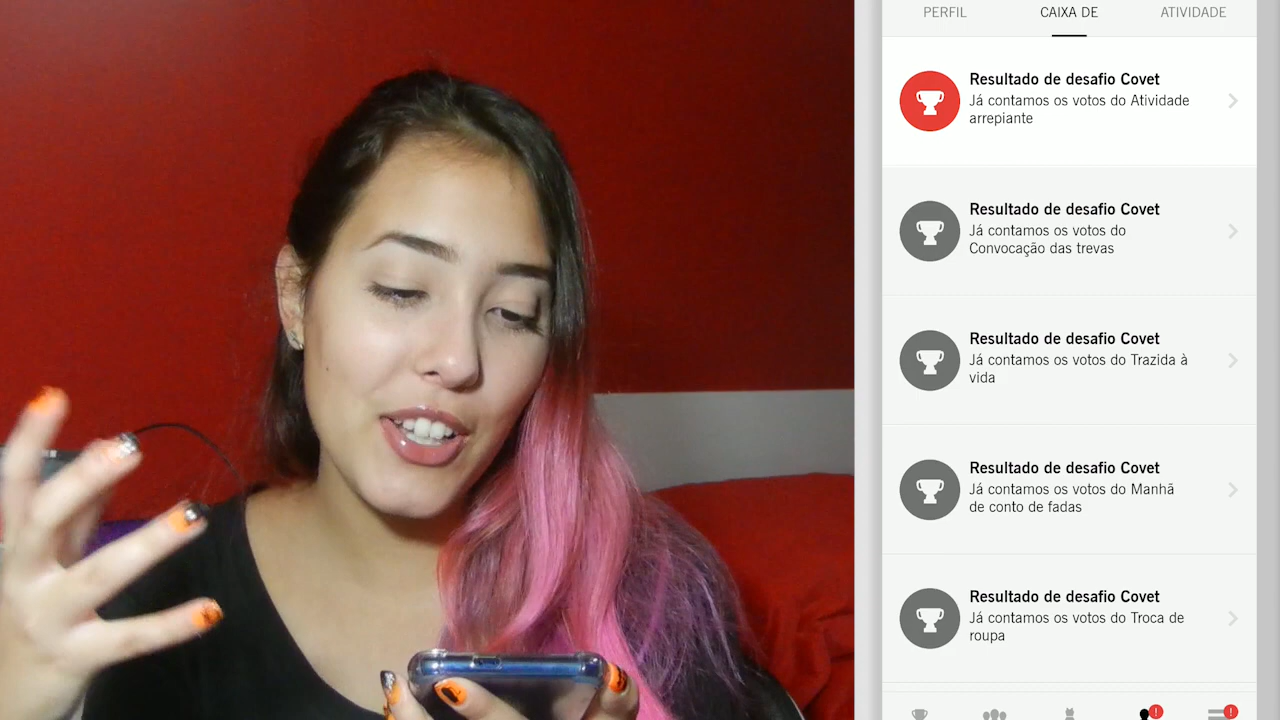 PERFIL
CAIXA DE
ATIVIDADE
Resultado de desafio Covet
Já contamos os votos do Atividade
arrepiante
Resultado de desafio Covet
Já contamos os votos do
Convocação das trevas
Resultado de desafio Covet
Já contamos os votos do Trazida à
vida
Resultado de desafio Covet
Já contamos os votos do Manhã
de conto de fadas
Resultado de desafio Covet
Já contamos os votos do Troca de
roupa